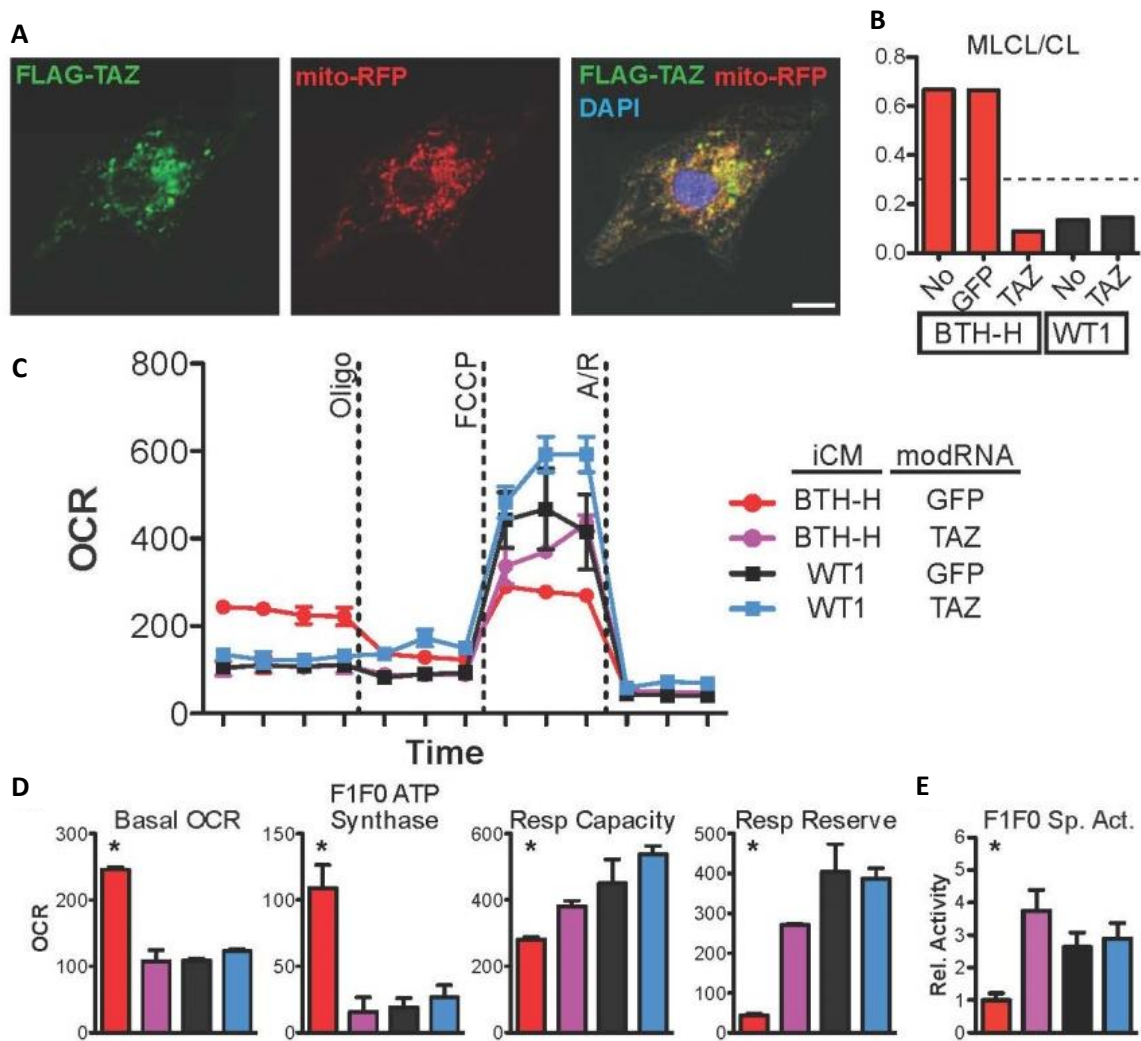 A
FLAG-TAZ
mito-RFP
FLAG-TAZ mito-RFP
DAPI
B
MLCL/CL
0.8
0.6
0.4
0.2
0.0
No
GFP
TAZ
No
TAZ
BTH-H
WT1
C
800
600
400
200
0
OCR
Oligo
FCCP
A/R
Time
iCM modRNA
BTH-H GFP
BTH-H TAZ
WT1 GFP
WT1 TAZ
D
Basal OCR
300
200
100
0
OCR
*
F1F0 ATP
Synthase
150
100
50
0
*
Resp Capacity
600
400
200
0
*
Resp Reserve
500
400
300
200
100
0
*
E
F1F0 Sp. Act.
6
5
4
3
2
1
0
Rel. Activity
*